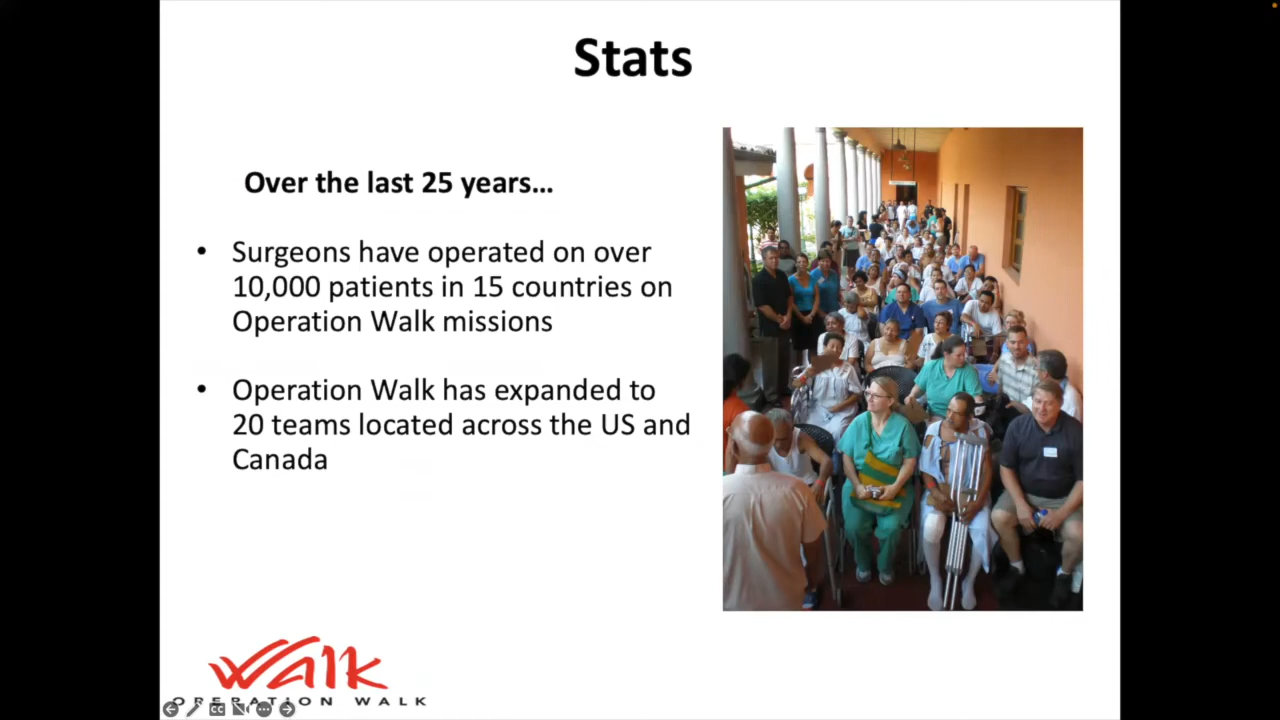 Stats
Over the last 25 years...
• Surgeons have operated on over
10,000 patients in 15 countries on
Operation Walk missions
• Operation Walk has expanded to
20 teams located across the US and
Canada
Walk
OPERATION WALK
CC